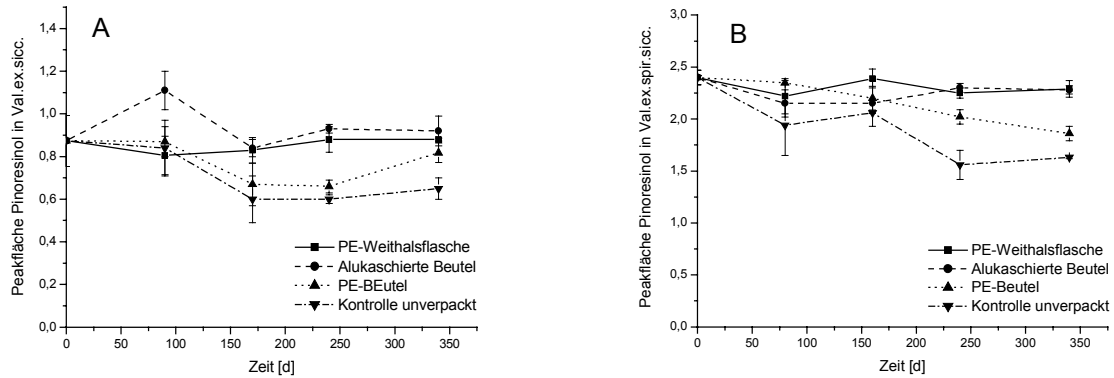 A
Peakfläche Pinoresinol in Val.ex.sicc.
1,4
1,2
1,0
0,8
0,6
0,4
0,2
0,0
PE-Weithalsflasche
Alukaschierte Beutel
PE-BEutel
Kontrolle unverpackt
0 50 100 150 200 250 300 350
Zeit [d]
B
Peakfläche Pinoresinol in Val.ex.spir.sicc.
3,0
2,5
2,0
1,5
1,0
0,5
0,0
PE-Weithalsflasche
Alukaschierte Beutel
PE-Beutel
Kontrolle unverpackt
0 50 100 150 200 250 300 350
Zeit [d]